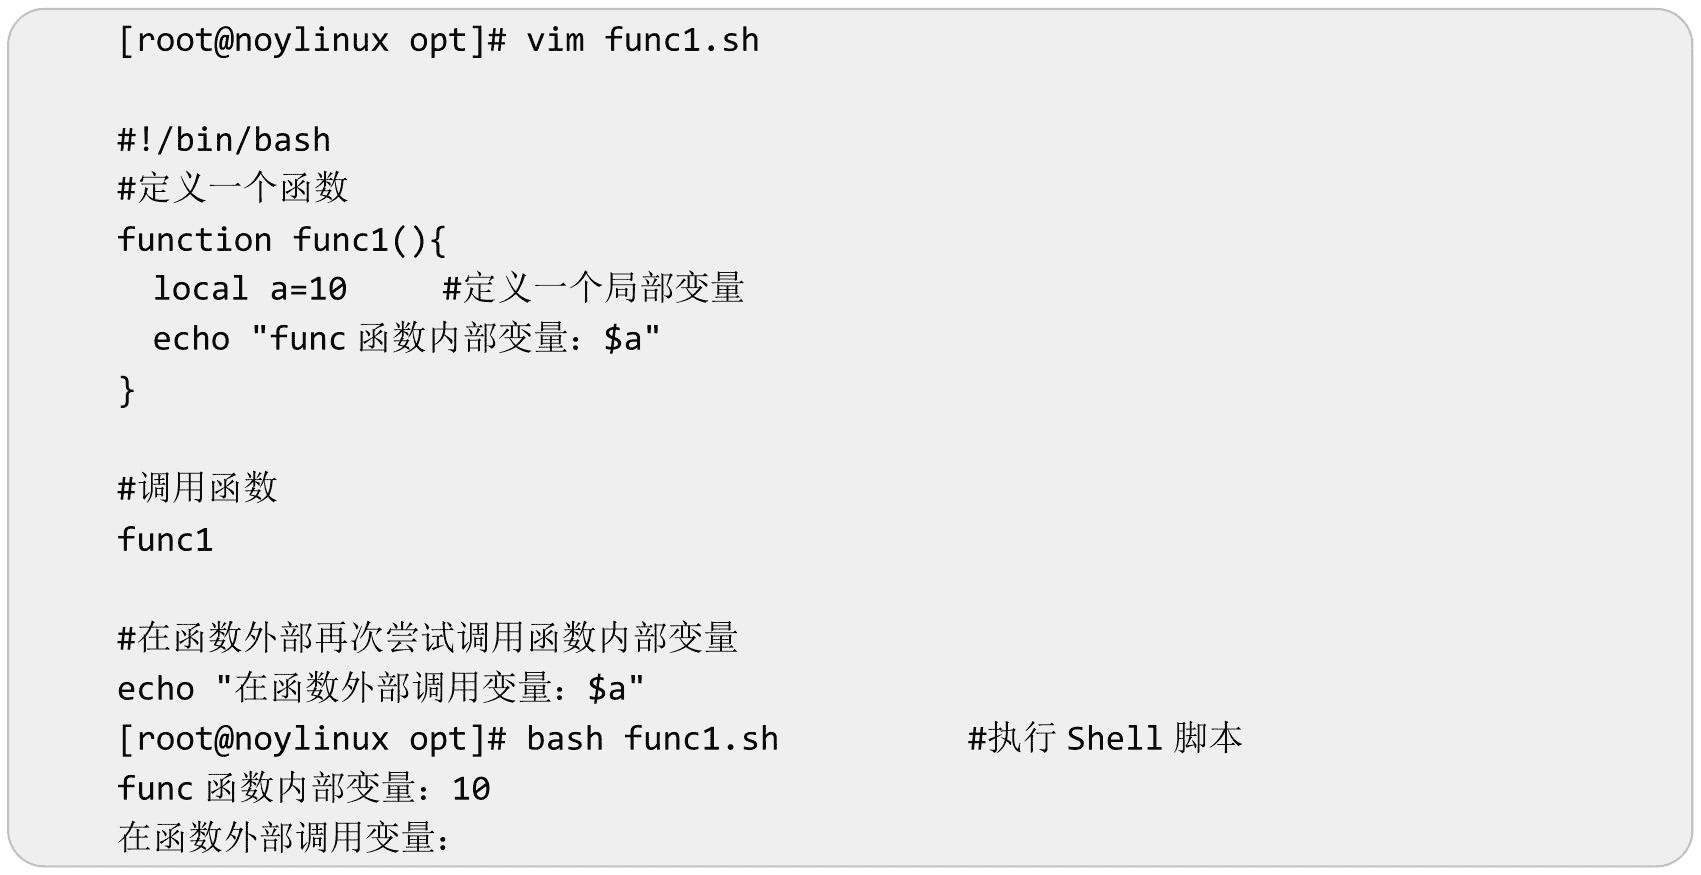 [root@noylinux opt]# vim func1.sh
#!/bin/bash
#定义一个函数
function func1(){
  local a=10     #定义一个局部变量
  echo "func 函数内部变量：$a"
}
#调用函数
func1
#在函数外部再次尝试调用函数内部变量
echo "在函数外部调用变量：$a"
[root@noylinux opt]# bash func1.sh          #执行 Shell 脚本
func 函数内部变量：10
在函数外部调用变量：